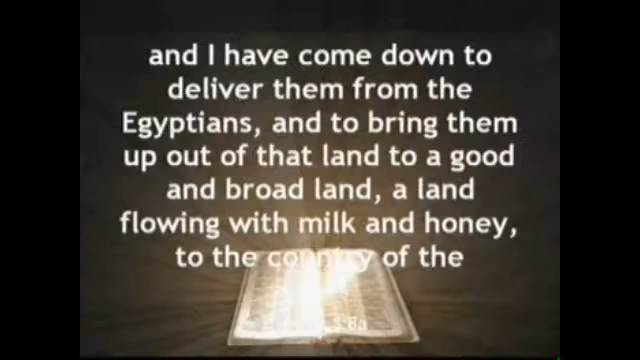 and I have come down to
deliver them from the
Egyptians, and to bring them
up out of that land to a good
and broad land, a land
flowing with milk and honey,
to the country of the